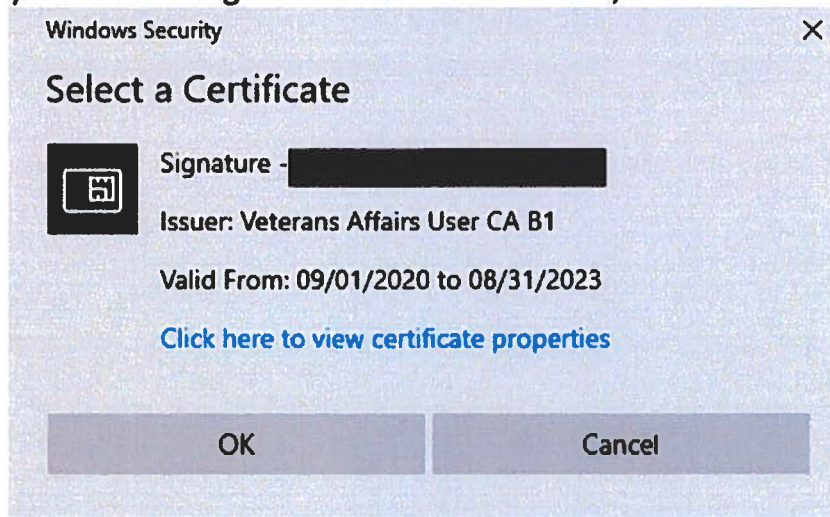 Windows Security
Select a Certificate
Signature -
Issuer: Veterans Affairs User CA B1
Valid From: 09/01/2020 to 08/31/2023
Click here to view certificate properties
OK
Cancel